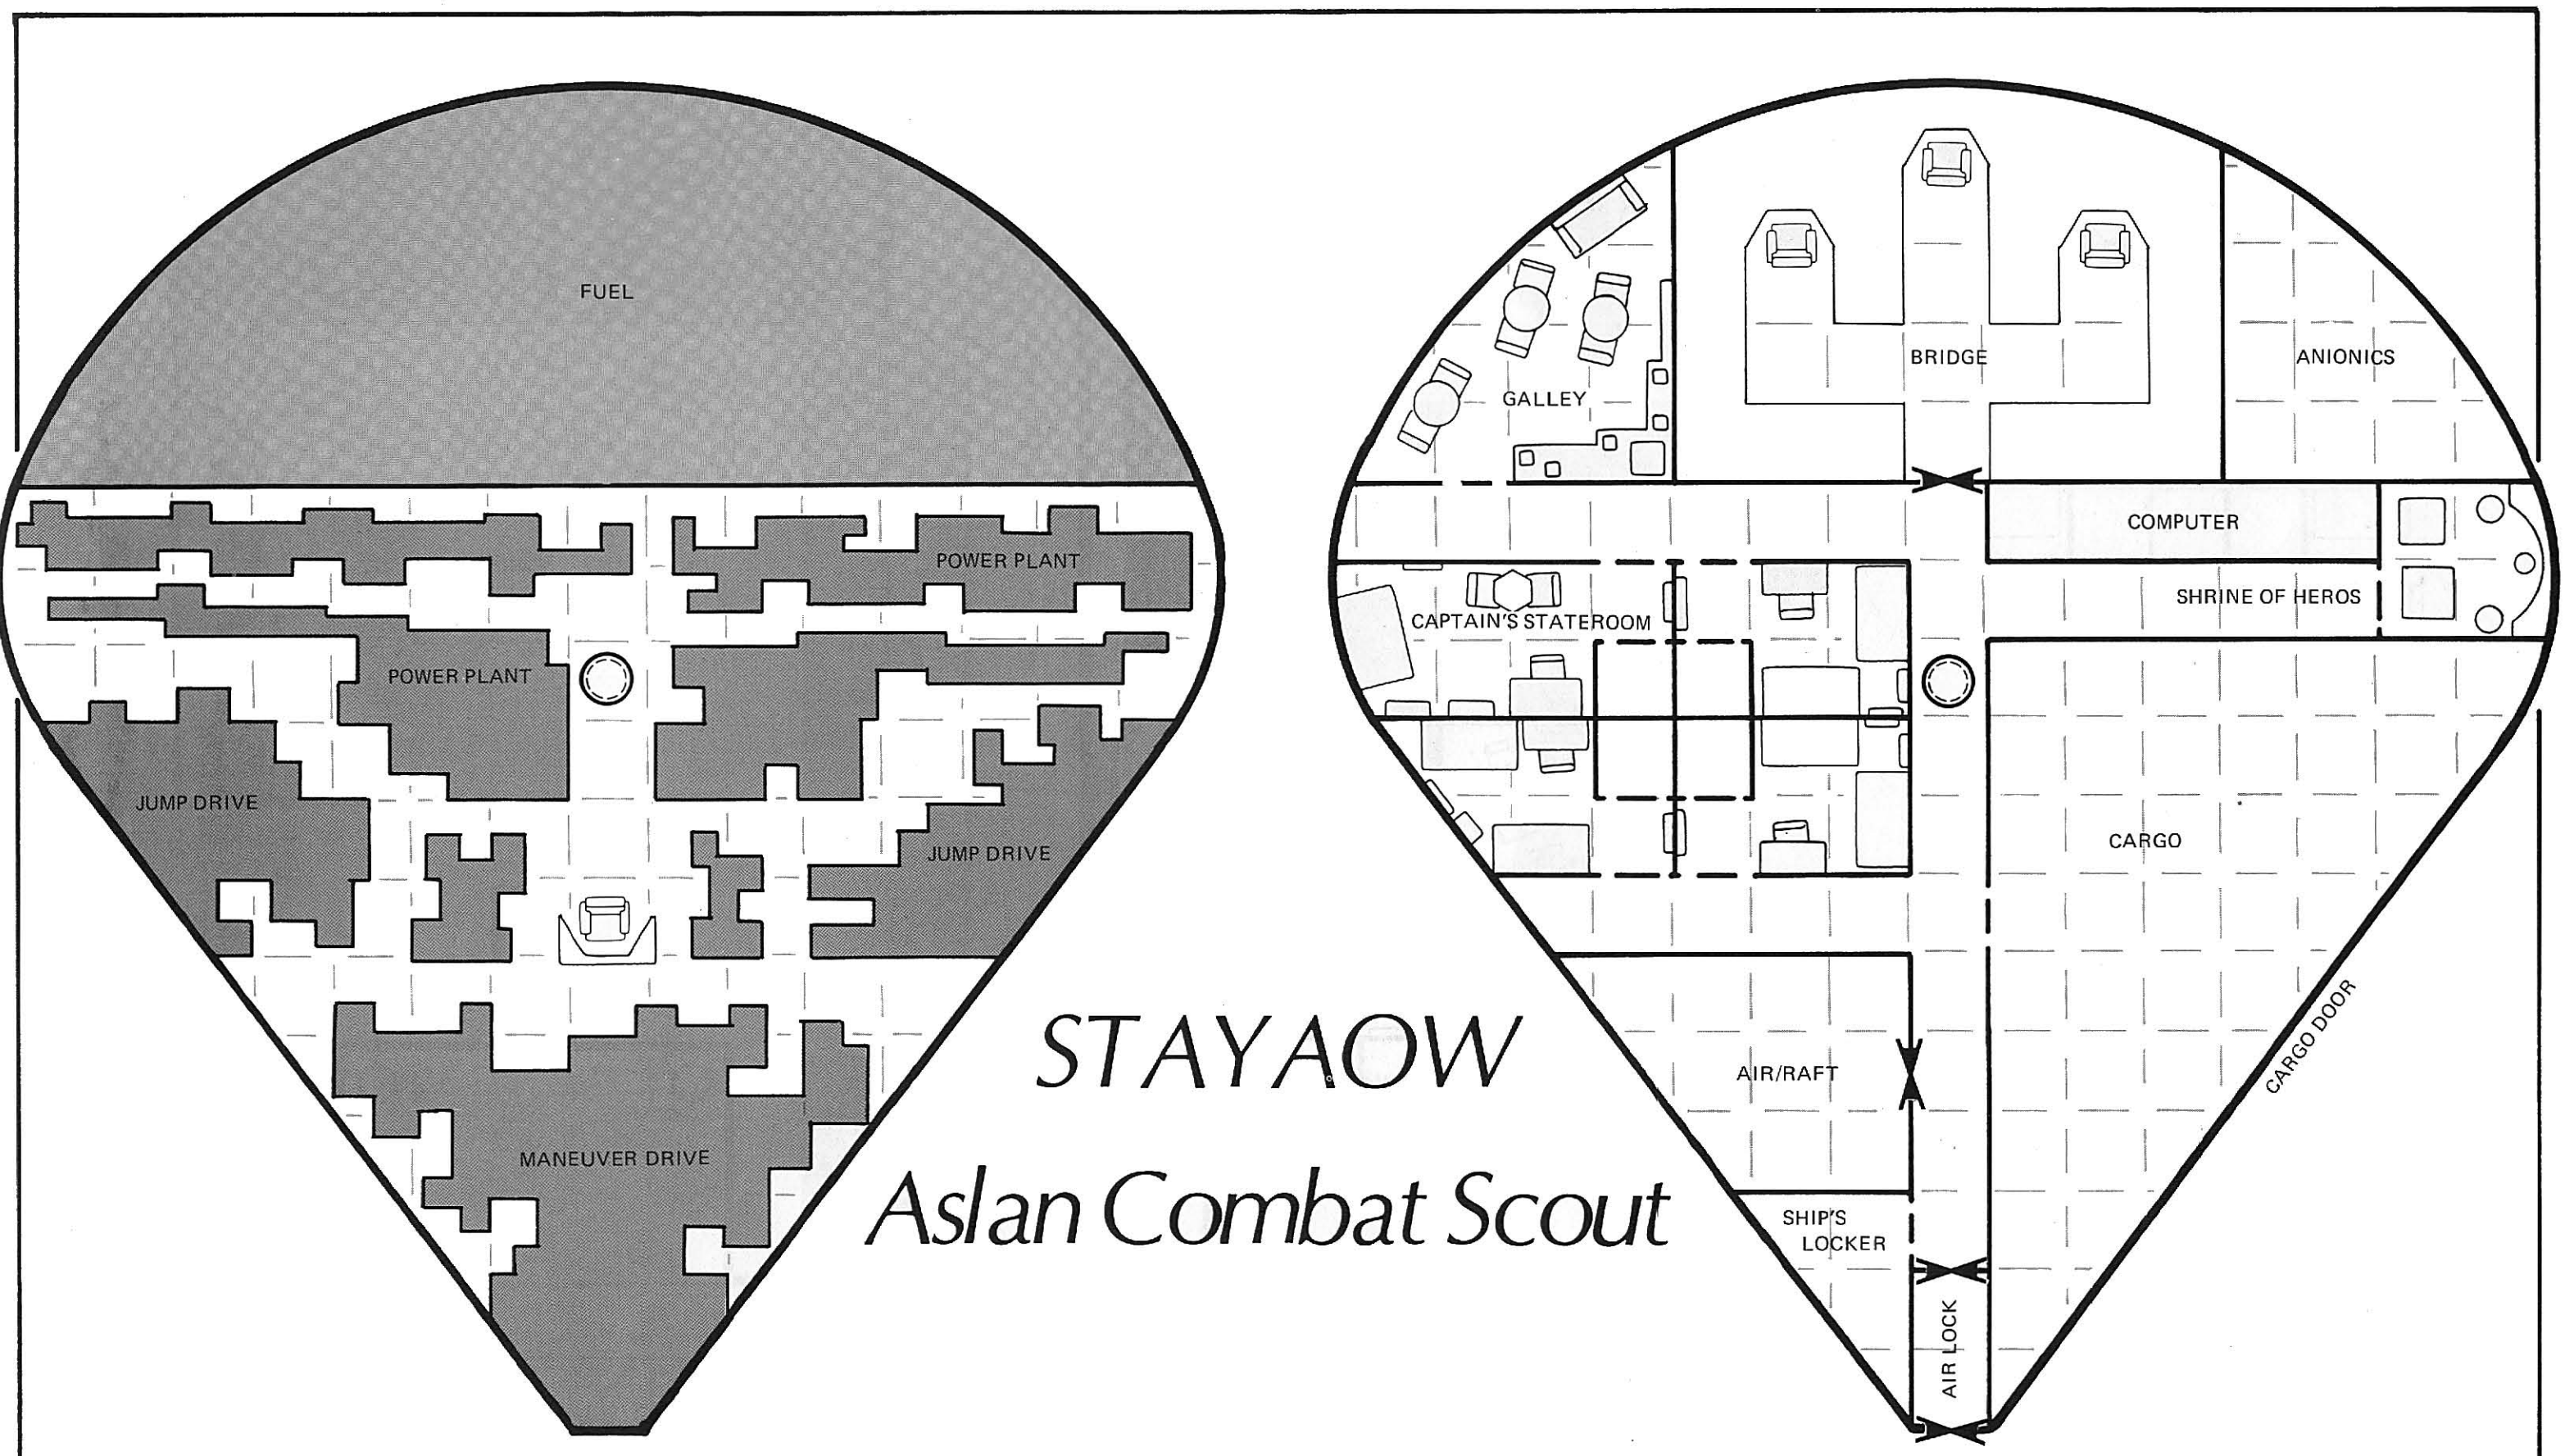 FUEL
POWER PLANT
POWER PLANT
JUMP DRIVE
JUMP DRIVE
MANEUVER DRIVE
STAYAOW
Aslan Combat Scout
BRIDGE
ANIONICS
GALLEY
COMPUTER
SHRINE OF HEROS
CAPTAIN'S STATEROOM
CARGO
CARGO DOOR
AIR/RAFT
SHIP'S
LOCKER
AIR LOCK